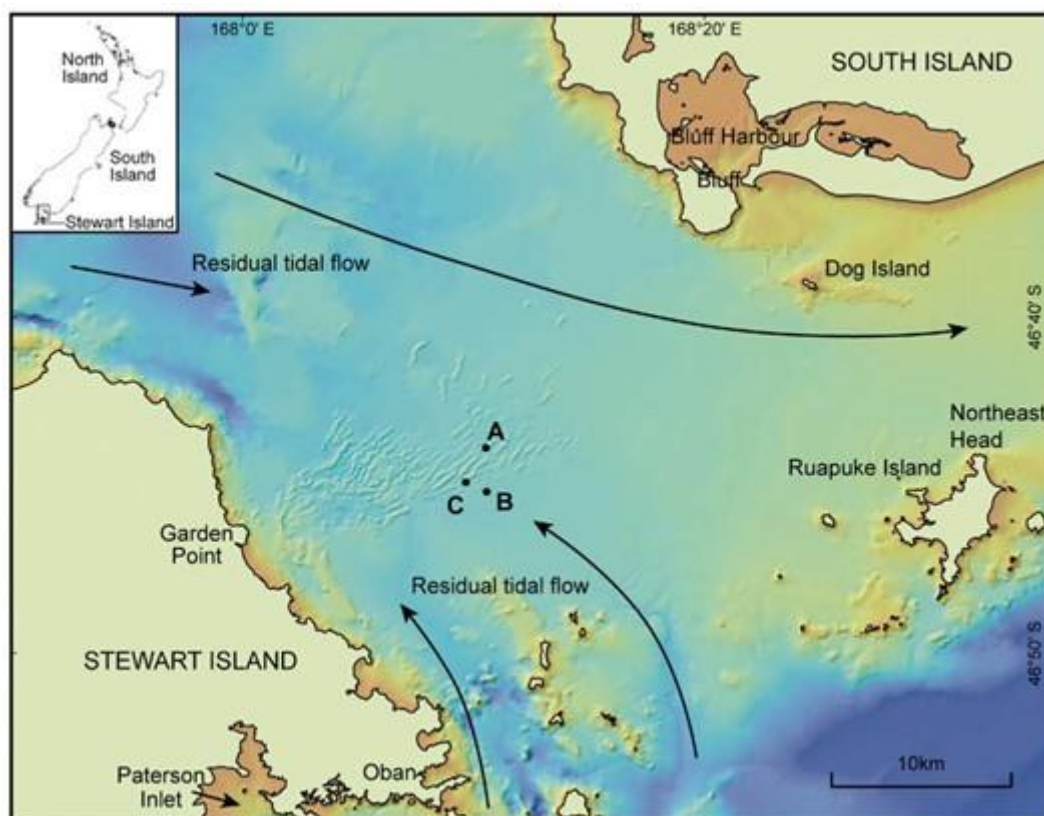 168°0' E
168°20' E
North
Island
South
Island
Stewart Island
SOUTH ISLAND
Bluff Harbour
Bluff
Residual tidal flow
Dog Island
46°40' S
A
C
B
Northeast
Head
Ruapuke Island
Garden
Point
Residual tidal flow
STEWART ISLAND
46°50' S
Paterson
Inlet
Oban
10km